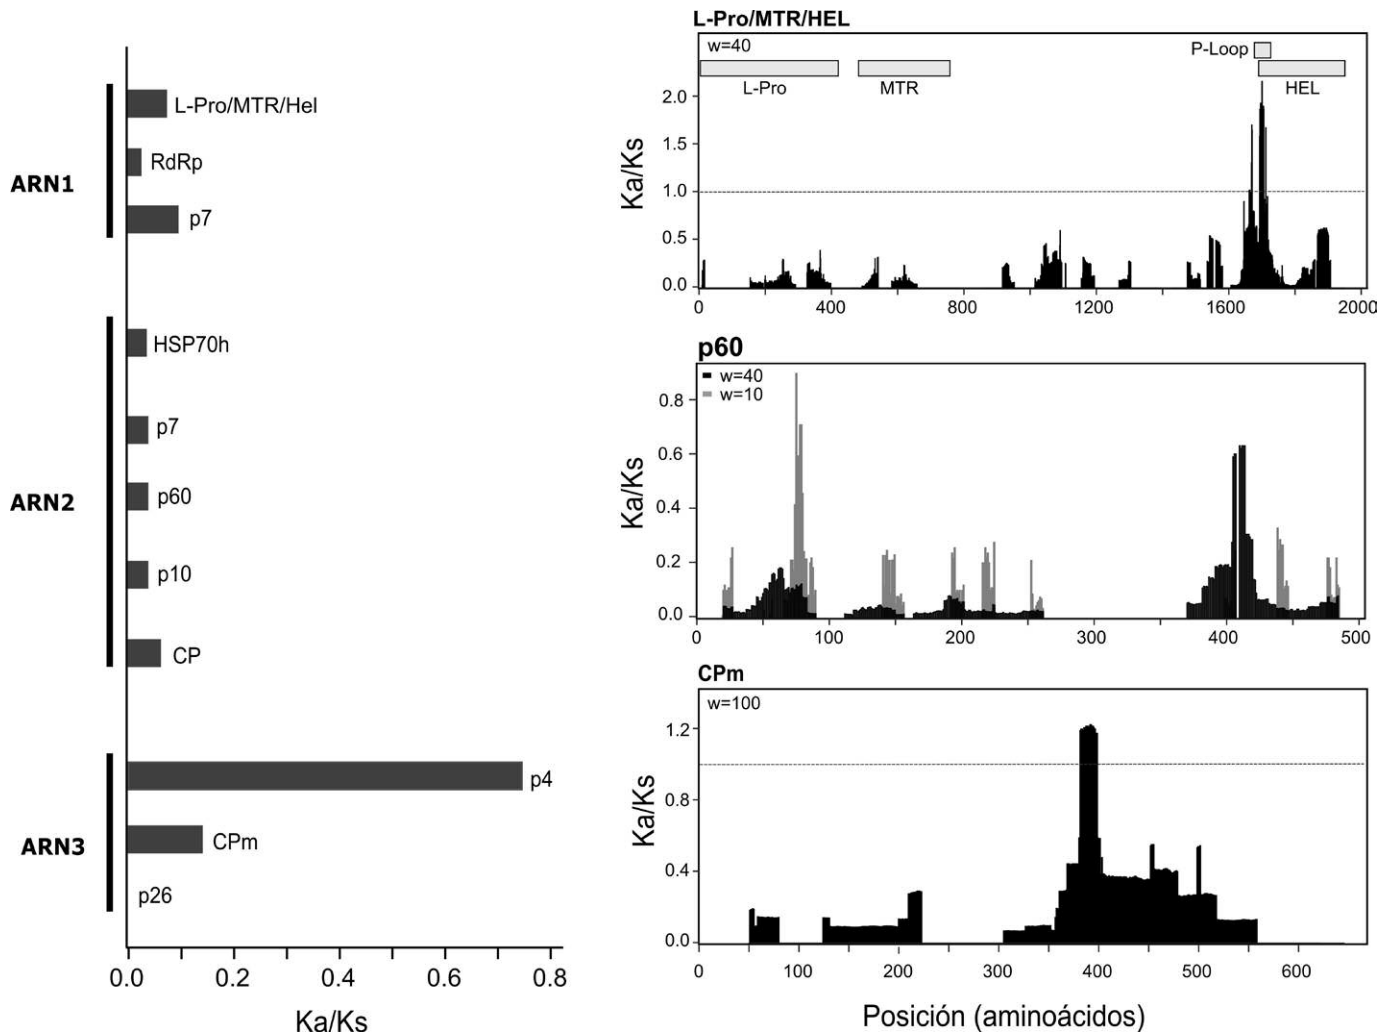 ARN1
L-Pro/MTR/Hel
RdRp
p7
ARN2
HSP70h
p7
p60
p10
CP
ARN3
p4
CPm
p26
0.0 0.2 0.4 0.6 0.8
Ka/Ks
L-Pro/MTR/HEL
w=40
P-Loop
L-Pro MTR HEL
Ka/Ks
2.0
1.5
1.0
0.5
0.0
0 400 800 1200 1600 2000
p60
w=40
w=10
Ka/Ks
0.8
0.6
0.4
0.2
0.0
0 100 200 300 400 500
CPm
w=100
Ka/Ks
1.2
0.8
0.4
0.0
0 100 200 300 400 500 600
Posición (aminoácidos)